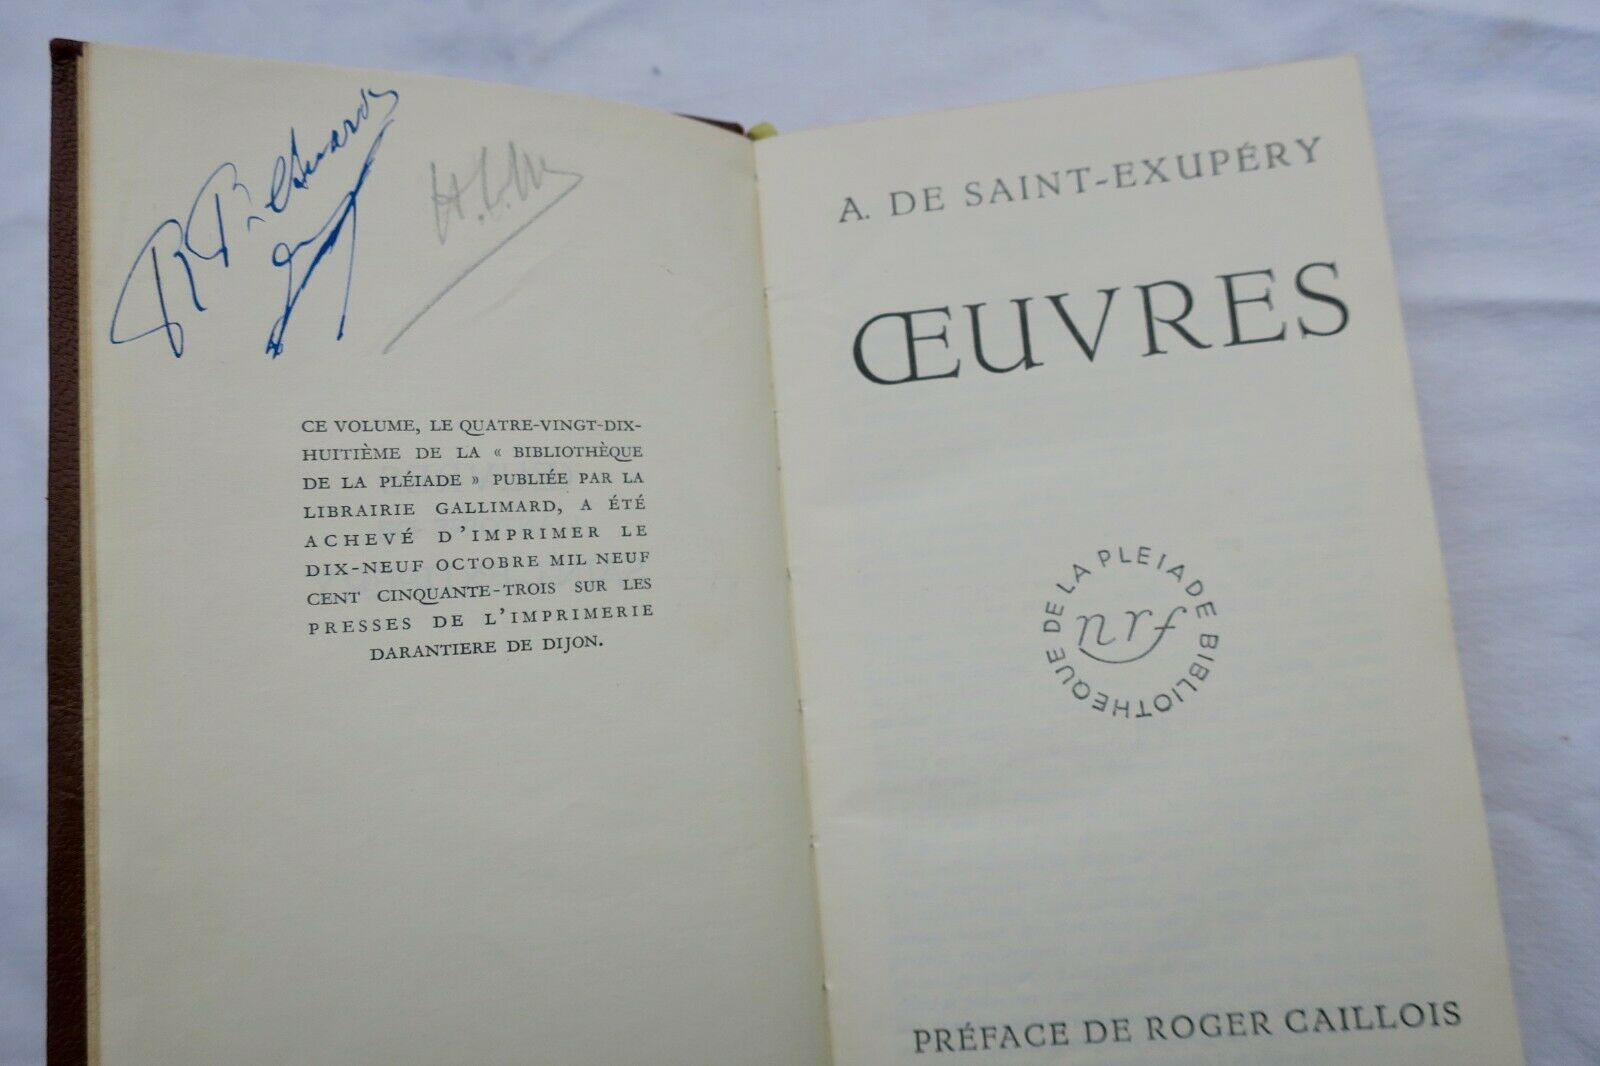 CE VOLUME, LE QUATRE-VINGT-DIX-
HUITIÈME DE LA « BIBLIOTHÈQUE
DE LA PLÉIADE » PUBLIÉE PAR LA
LIBRAIRIE GALLIMARD, A ÉTÉ
ACHEVÉ D'IMPRIMER LE
DIX-NEUF OCTOBRE MIL NEUF
CENT CINQUANTE-TROIS SUR LES
PRESSES DE L'IMPRIMERIE
DARANTIERE DE DIJON.
A. DE SAINT-EXUPÉRY
ŒUVRES
BIBLIOTHEQUE DE LA PLEIADE
nrf
PRÉFACE DE ROGER CAILLOIS